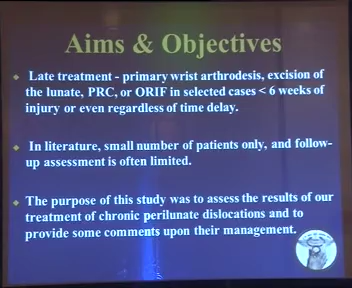 Aims & Objectives
Late treatment - primary wrist arthrodesis, excision of
the lunate, PRC, or ORIF in selected cases < 6 weeks of
injury or even regardless of time delay.
In literature, small number of patients only, and follow-
up assessment is often limited.
The purpose of this study was to assess the results of our
treatment of chronic perilunate dislocations and to
provide some comments upon their management.